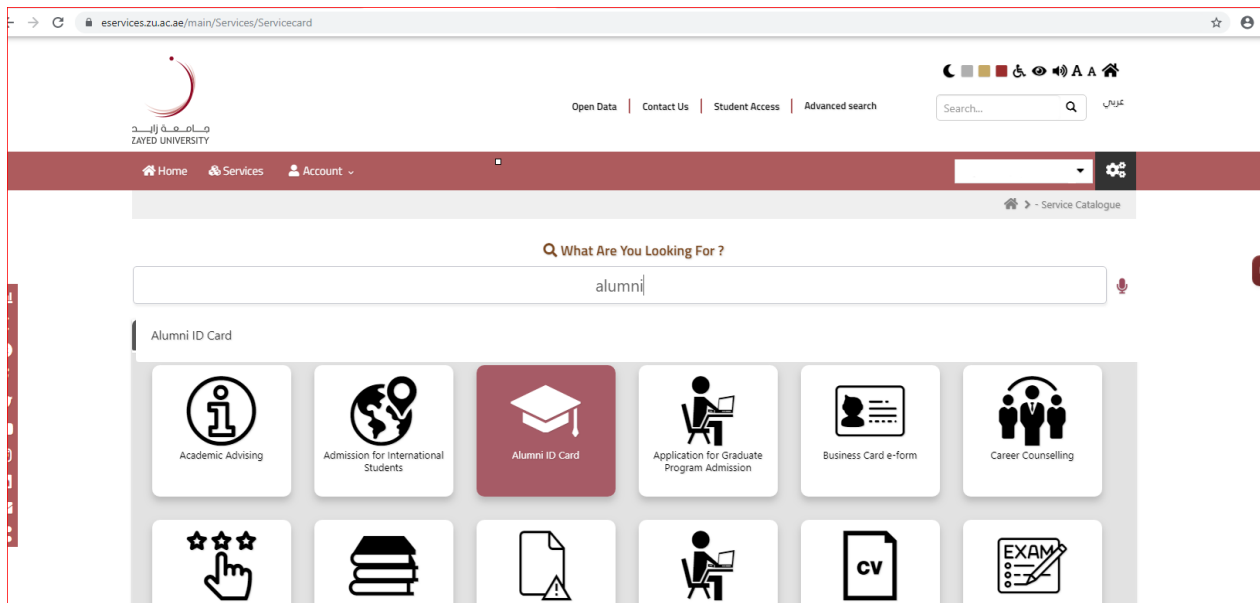 eservices.zu.ac.ae/main/Services/Servicecard
A A
Open Data | Contact Us | Student Access | Advanced search
Search...
عربي
جــامـعـة زايــد
ZAYED UNIVERSITY
Home Services Account
- Service Catalogue
What Are You Looking For ?
alumni
Alumni ID Card
Academic Advising
Admission for International
Students
Alumni ID Card
Application for Graduate
Program Admission
Business Card e-form
Career Counselling
CV
EXAM